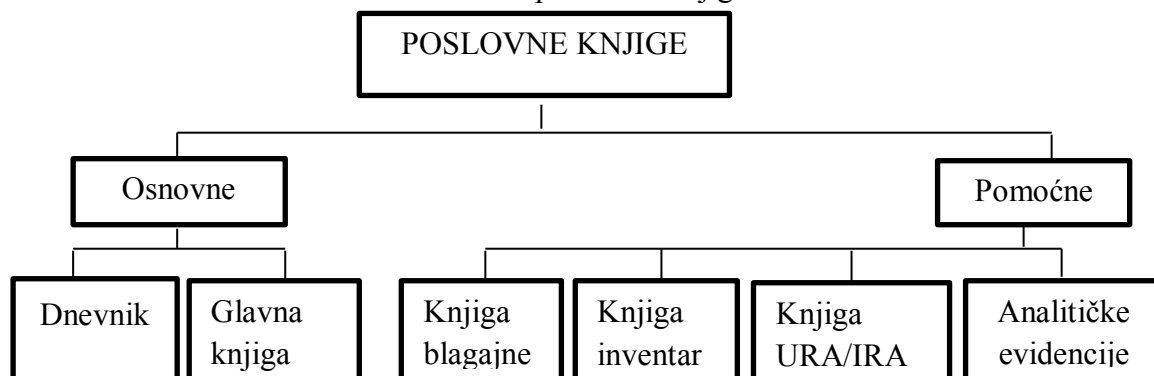 POSLOVNE KNJIGE
Osnovne
Pomoćne
Dnevnik
Glavna
knjiga
Knjiga
blagajne
Knjiga
inventar
Knjiga
URA/IRA
Analitičke
evidencije